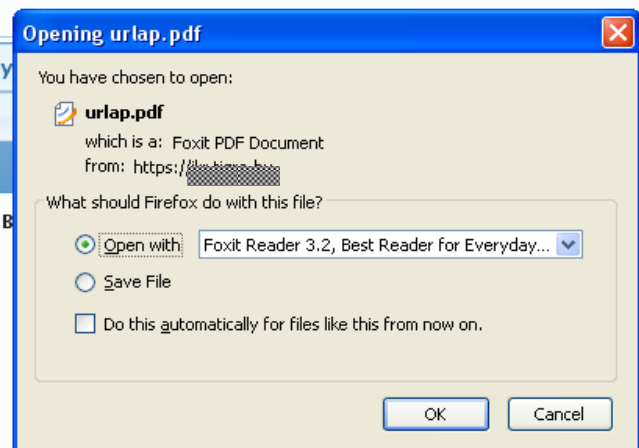 Opening urlap.pdf
You have chosen to open:
urlap.pdf
which is a: Foxit PDF Document
from: https://
What should Firefox do with this file?
Open with
Foxit Reader 3.2, Best Reader for Everyday...
Save File
Do this automatically for files like this from now on.
OK
Cancel